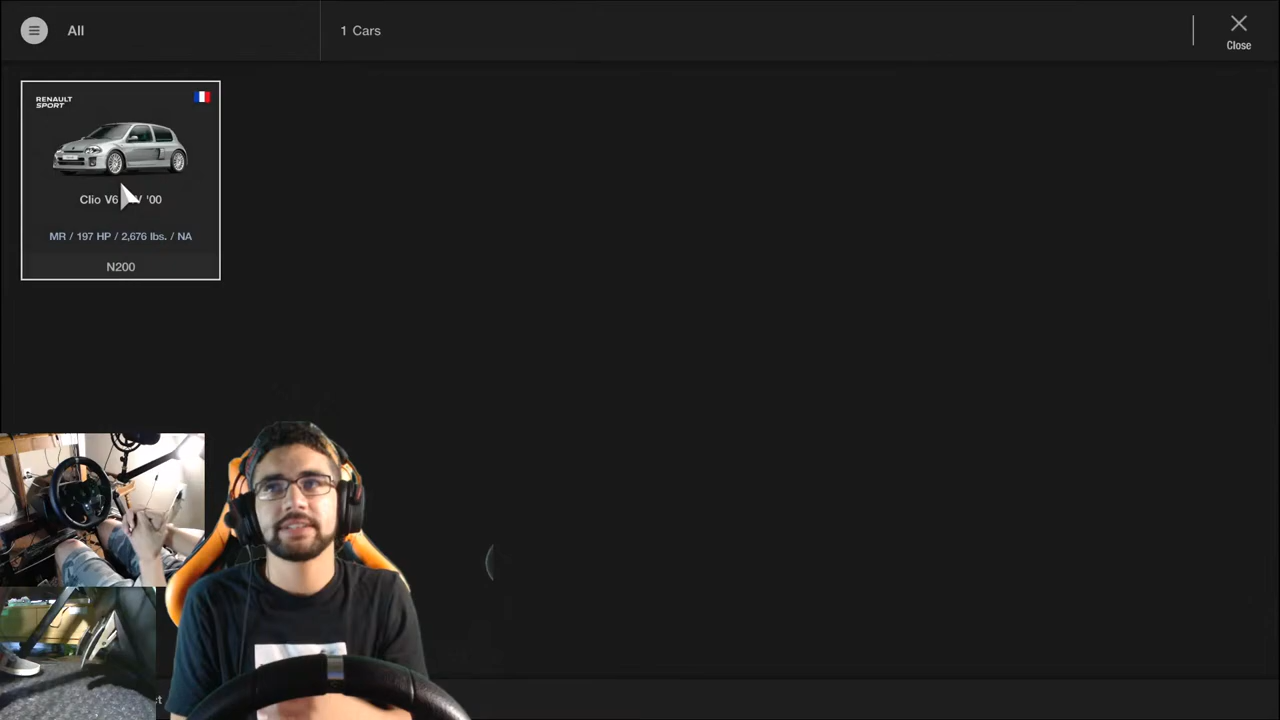 All
1 Cars
Close
RENAULT
SPORT
Clio V6 '00
MR / 197 HP / 2,676 lbs. / NA
N200